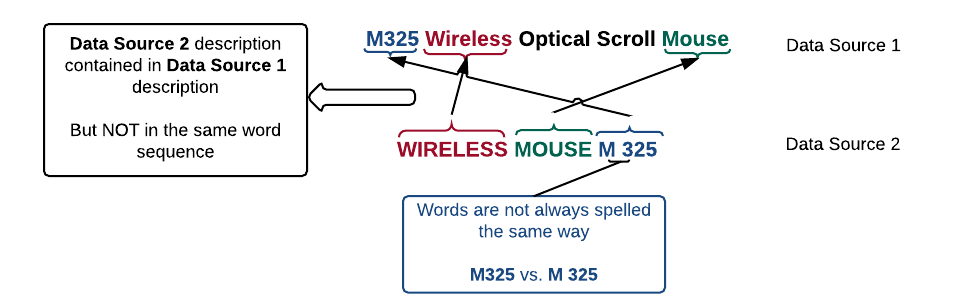 Data Source 2 description
contained in Data Source 1
description
But NOT in the same word
sequence
M325 Wireless Optical Scroll Mouse
Data Source 1
WIRELESS MOUSE M 325
Data Source 2
Words are not always spelled
the same way
M325 vs. M 325